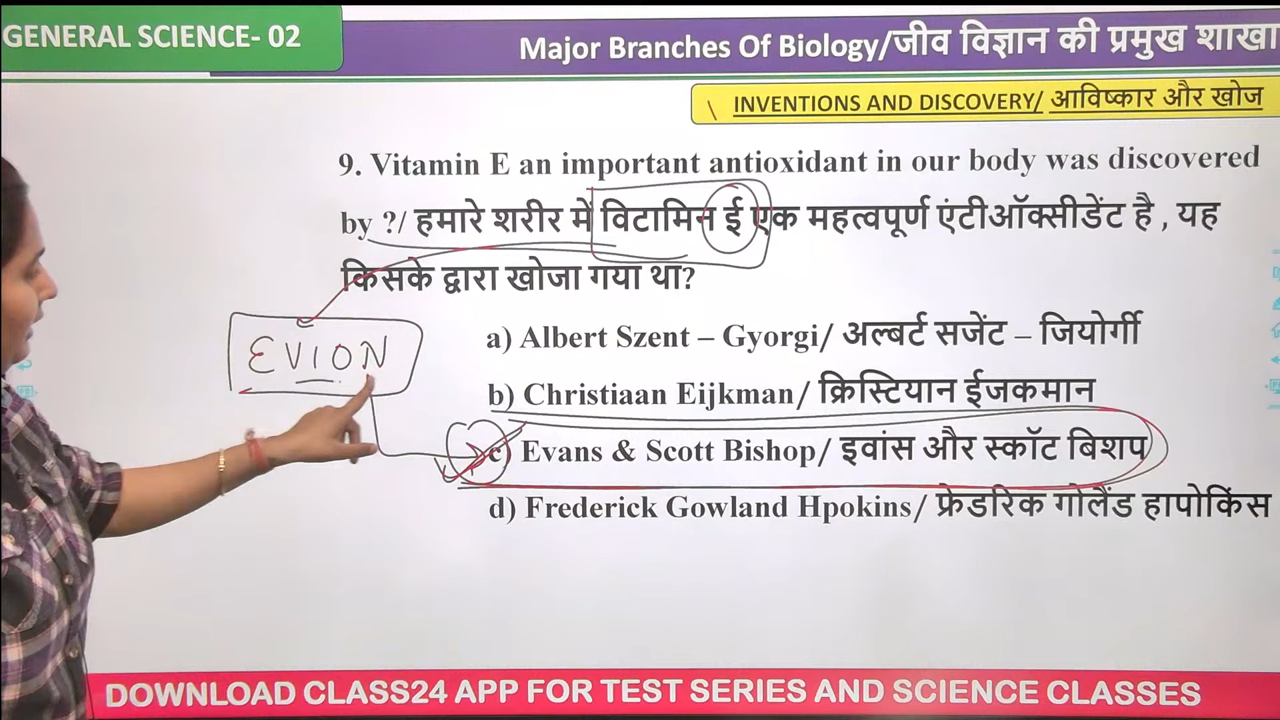 GENERAL SCIENCE- 02
Major Branches Of Biology/जीव विज्ञान की प्रमुख शाखा
INVENTIONS AND DISCOVERY/ आविष्कार और खोज
9. Vitamin E an important antioxidant in our body was discovered
by ?/ हमारे शरीर में विटामिन ई एक महत्वपूर्ण एंटीऑक्सीडेंट है , यह
किसके द्वारा खोजा गया था?
a) Albert Szent – Gyorgi/ अल्बर्ट सजेंट – जियोर्गी
EVION
b) Christiaan Eijkman/ क्रिस्टियान ईजकमान
c) Evans & Scott Bishop/ इवांस और स्कॉट बिशप
d) Frederick Gowland Hpokins/ फ्रेडरिक गोलैंड हापोकिंस
DOWNLOAD CLASS24 APP FOR TEST SERIES AND SCIENCE CLASSES